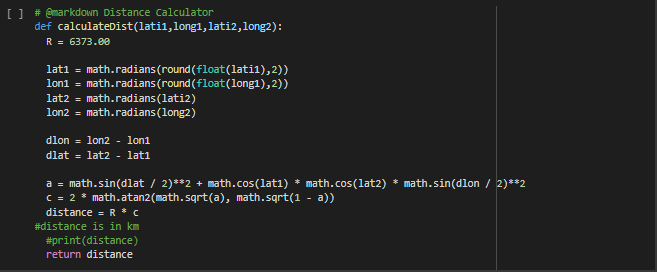 [ ] # @markdown Distance Calculator
def calculateDist(lati1,long1,lati2,long2):
  R = 6373.00

  lat1 = math.radians(round(float(lati1),2))
  lon1 = math.radians(round(float(long1),2))
  lat2 = math.radians(lati2)
  lon2 = math.radians(long2)

  dlon = lon2 - lon1
  dlat = lat2 - lat1

  a = math.sin(dlat / 2)**2 + math.cos(lat1) * math.cos(lat2) * math.sin(dlon / 2)**2
  c = 2 * math.atan2(math.sqrt(a), math.sqrt(1 - a))
  distance = R * c
#distance is in km
  #print(distance)
  return distance